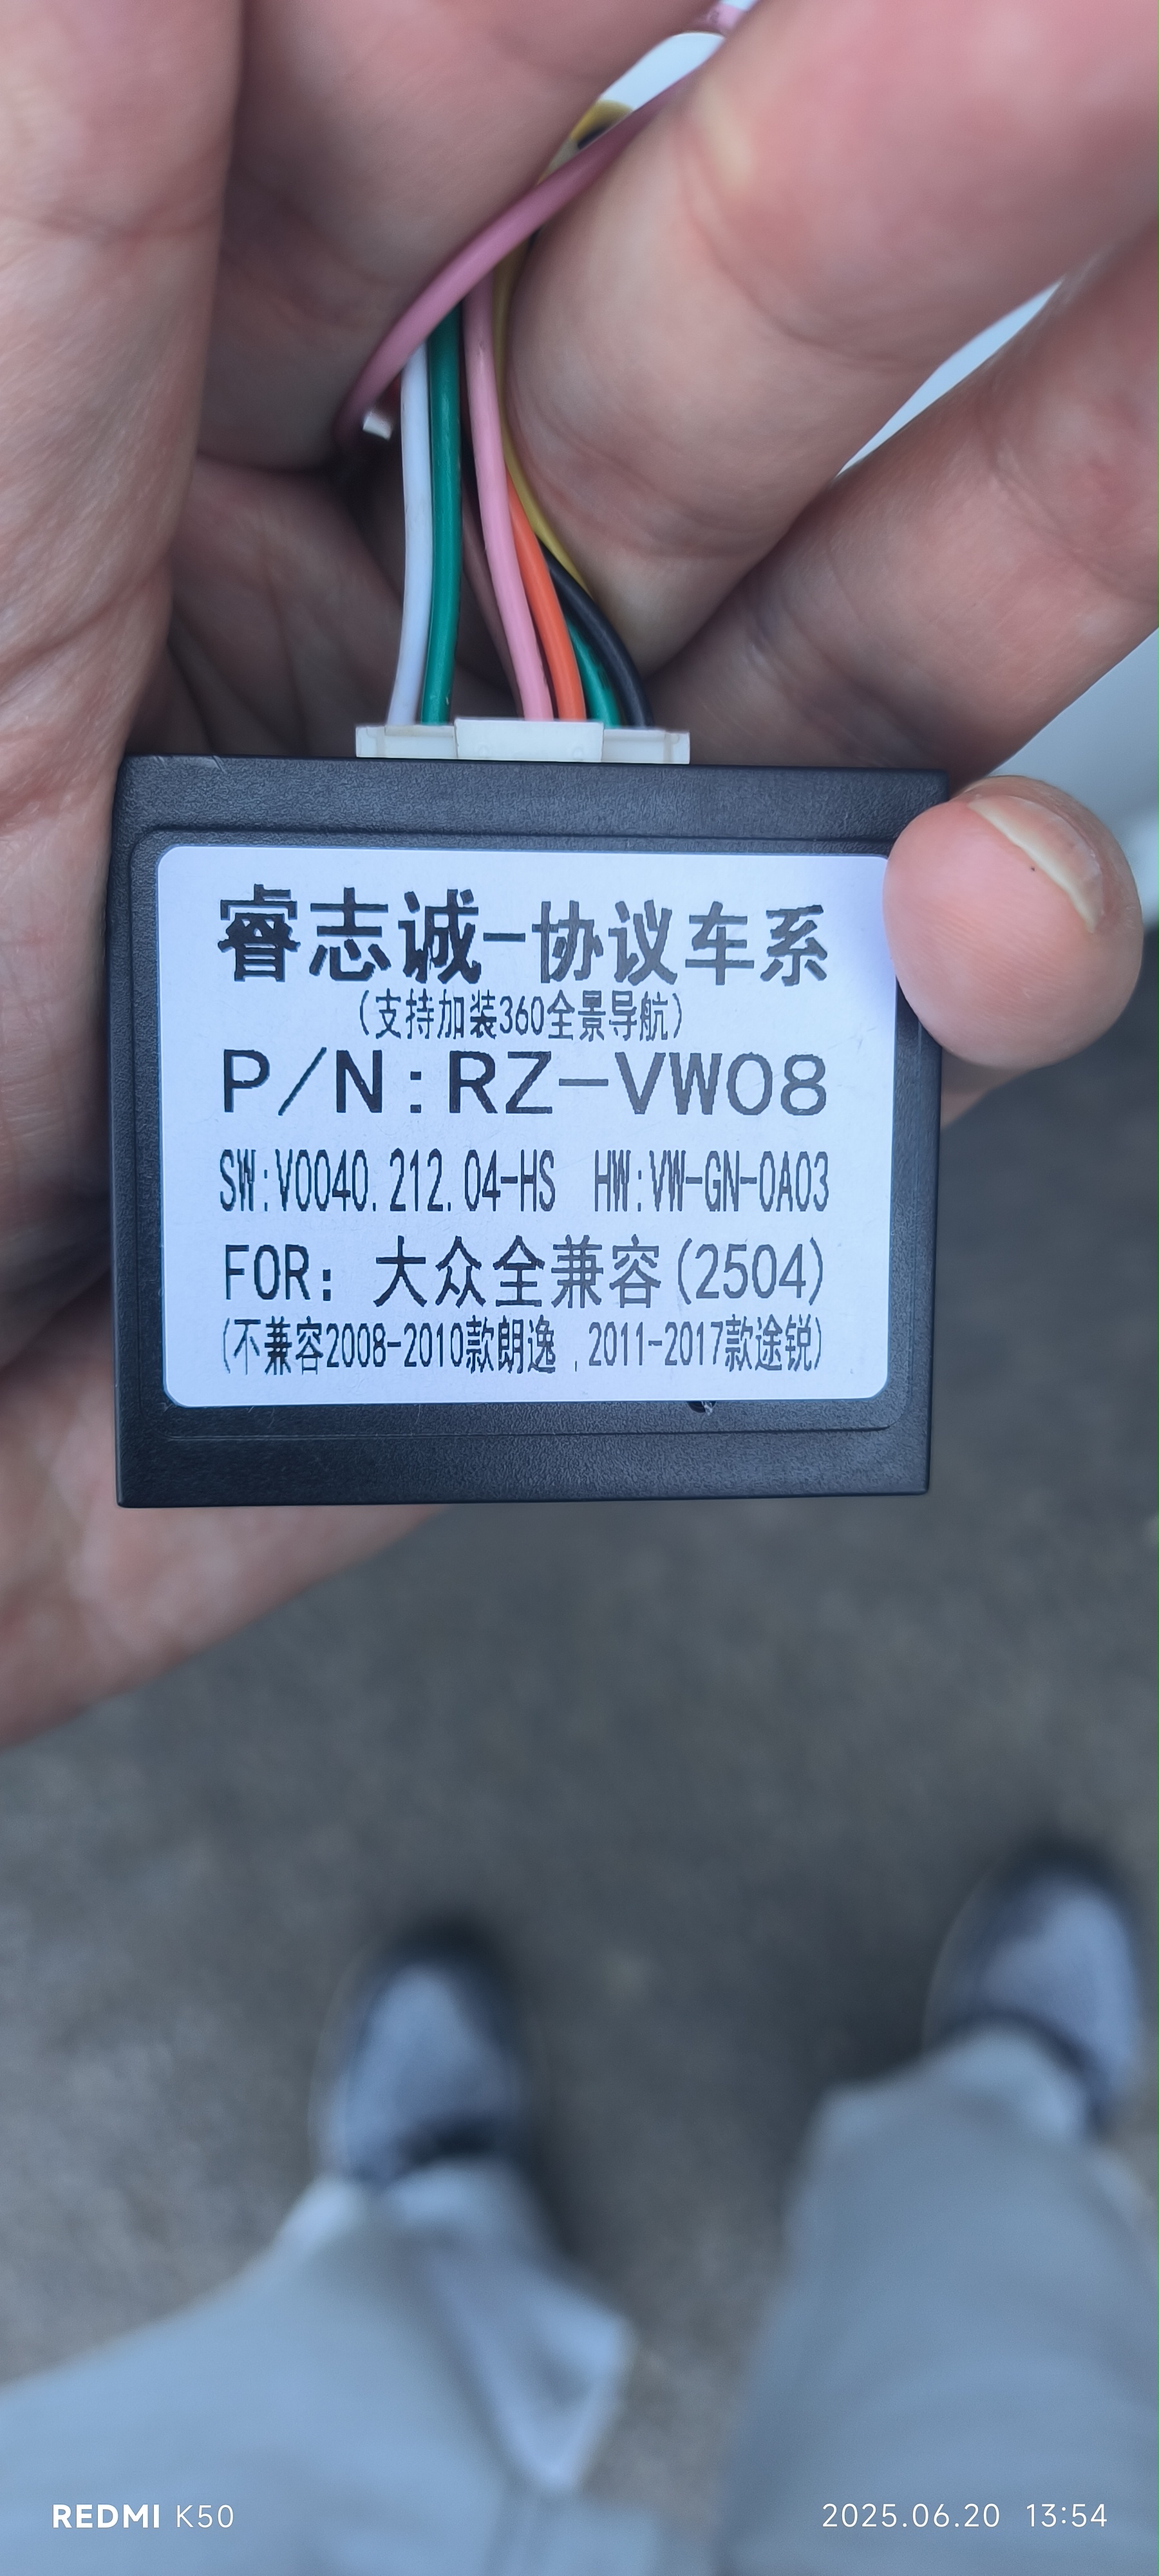 睿志诚-协议车系
(支持加装360全景导航)
P/N:RZ-VW08
SW:V0040.212.04-HS HW:VW-GN-0A03
FOR: 大众全兼容(2504)
(不兼容2008-2010款朗逸 ,2011-2017款途锐)
REDMI K50
2025.06.20 13:54